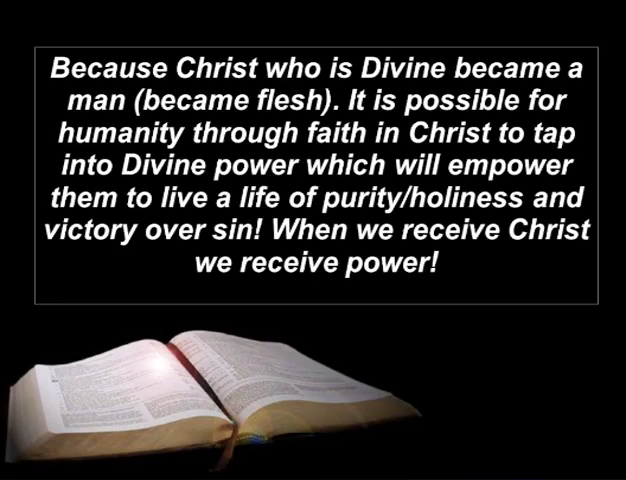 Because Christ who is Divine became a
man (became flesh). It is possible for
humanity through faith in Christ to tap
into Divine power which will empower
them to live a life of purity/holiness and
victory over sin! When we receive Christ
we receive power!